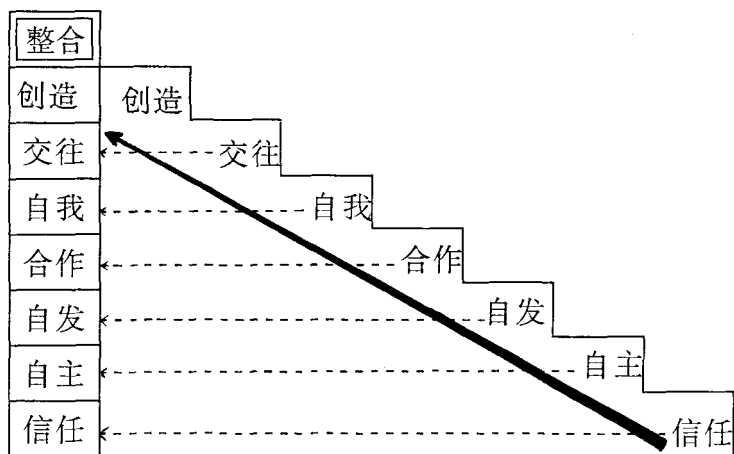 整合
创造 创造
交往 交往
自我 自我
合作 合作
自发 自发
自主 自主
信任 信任